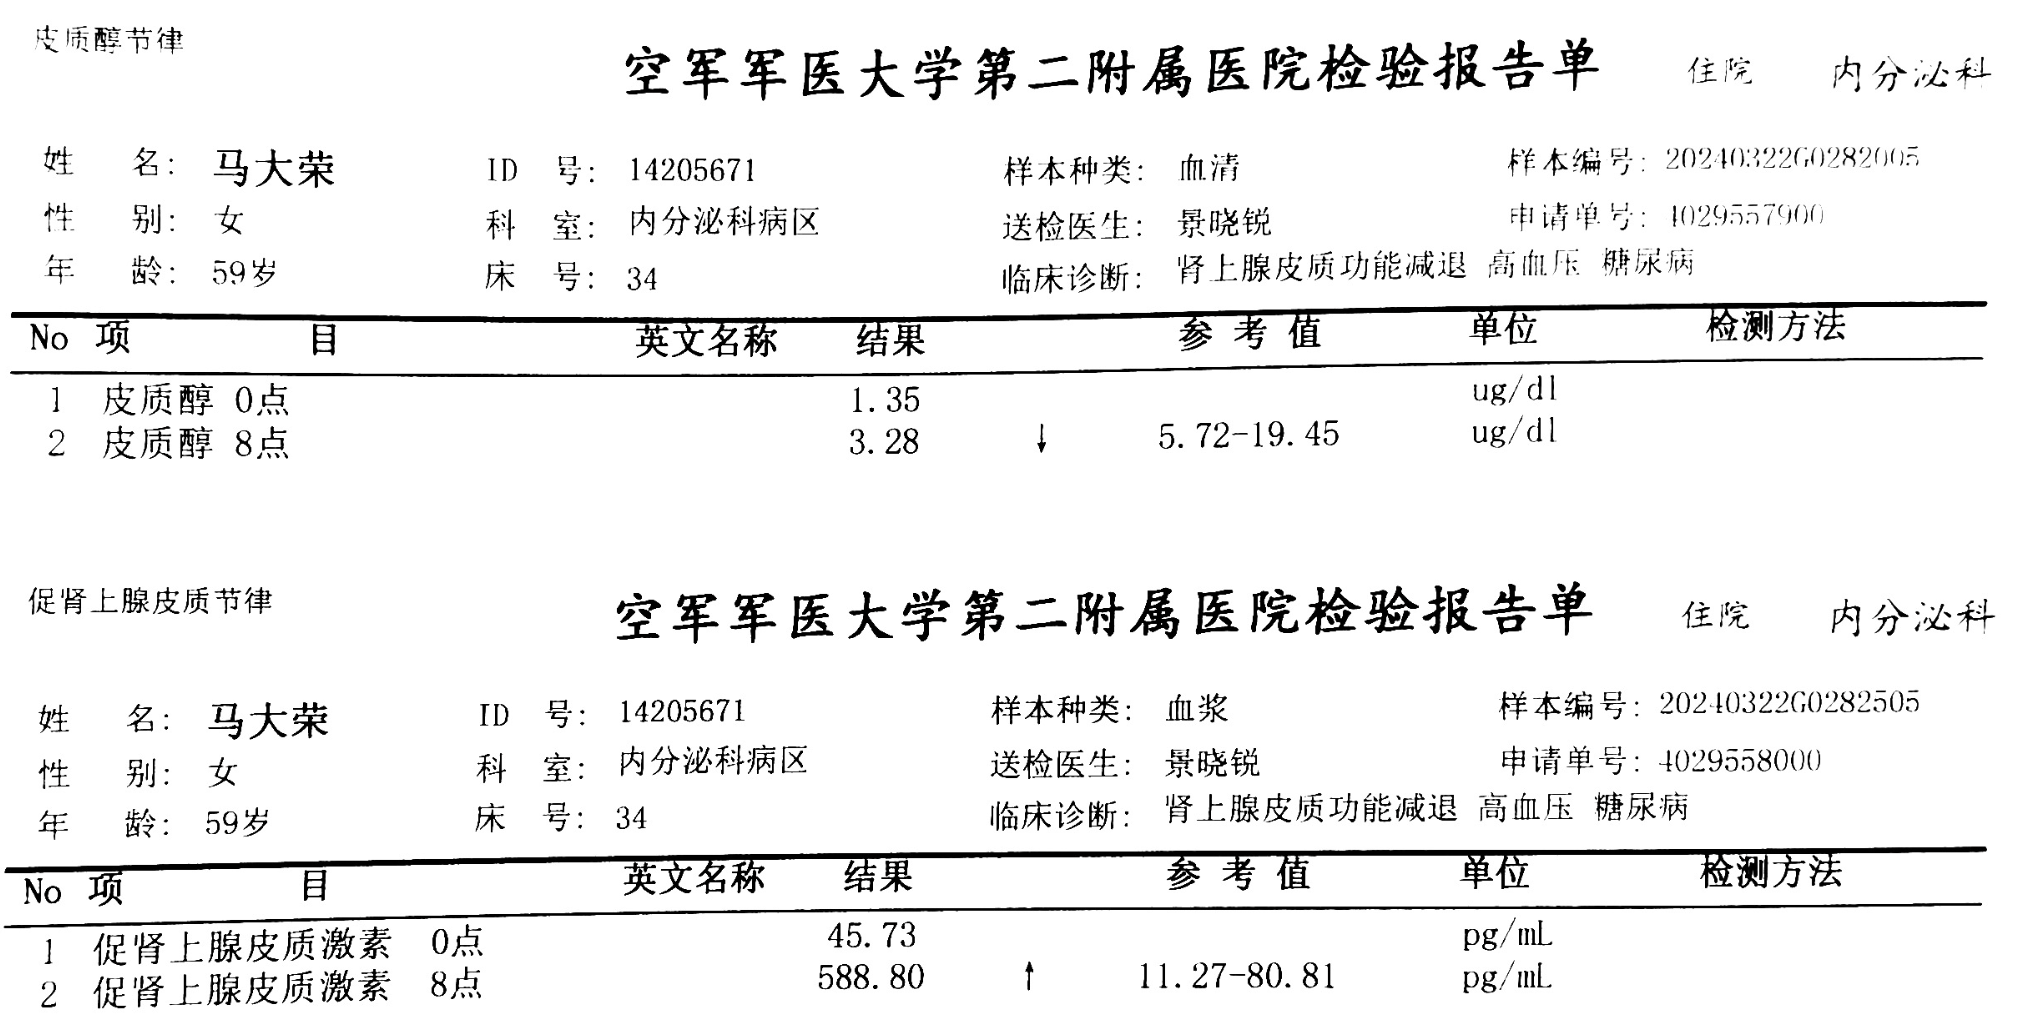 皮质醇节律
空军军医大学第二附属医院检验报告单 住院 内分泌科
姓 名: 马大荣 ID 号: 14205671 样本种类: 血清 样本编号: 20240322G0282005
性 别: 女 科 室: 内分泌科病区 送检医生: 景晓锐 申请单号: 4029557900
年 龄: 59岁 床 号: 34 临床诊断: 肾上腺皮质功能减退 高血压 糖尿病
No 项 目 英文名称 结果 参 考 值 单位 检测方法
1 皮质醇 0点 1.35 ug/dl
2 皮质醇 8点 3.28 ↓ 5.72-19.45 ug/dl
促肾上腺皮质节律
空军军医大学第二附属医院检验报告单 住院 内分泌科
姓 名: 马大荣 ID 号: 14205671 样本种类: 血浆 样本编号: 20240322G0282505
性 别: 女 科 室: 内分泌科病区 送检医生: 景晓锐 申请单号: 4029558000
年 龄: 59岁 床 号: 34 临床诊断: 肾上腺皮质功能减退 高血压 糖尿病
No 项 目 英文名称 结果 参 考 值 单位 检测方法
1 促肾上腺皮质激素 0点 45.73 pg/mL
2 促肾上腺皮质激素 8点 588.80 ↑ 11.27-80.81 pg/mL